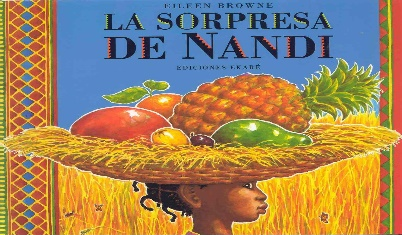 EILEEN BROWNE
LA SORPRESA
DE NANDI
EDICIONES EKARÉ